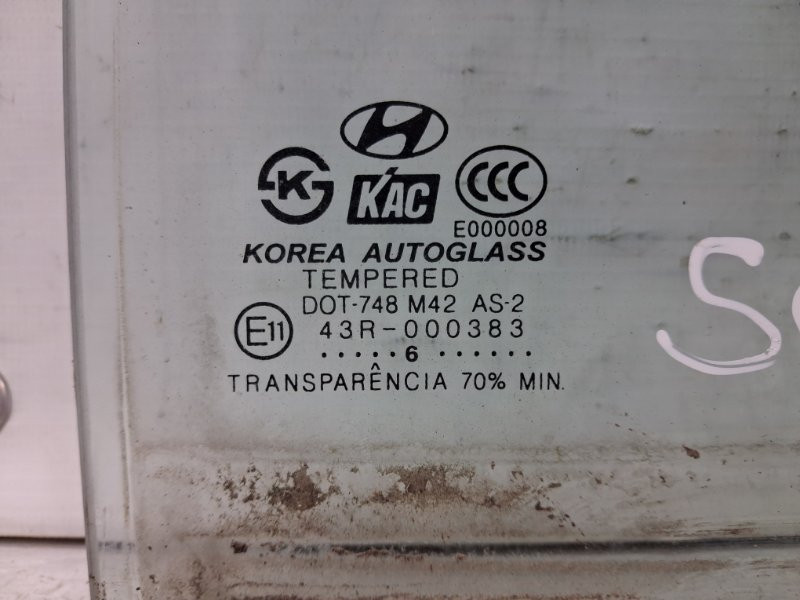 K KAC CCC
E000008
KOREA AUTOGLASS
TEMPERED
DOT-748 M42 AS-2
E11 43R-000383
.....6......
TRANSPARÊNCIA 70% MIN.